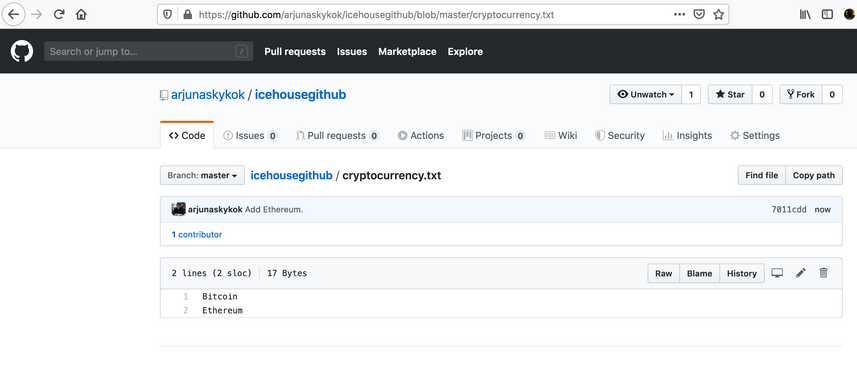 https://github.com/arjunaskykok/icehousegithub/blob/master/cryptocurrency.txt
Search or jump to... / Pull requests Issues Marketplace Explore
arjunaskykok / icehousegithub Unwatch 1 Star 0 Fork 0
Code Issues 0 Pull requests 0 Actions Projects 0 Wiki Security Insights Settings
Branch: master icehousegithub / cryptocurrency.txt Find file Copy path
arjunaskykok Add Ethereum. 7011cdd now
1 contributor
2 lines (2 sloc) 17 Bytes Raw Blame History
1 Bitcoin
2 Ethereum